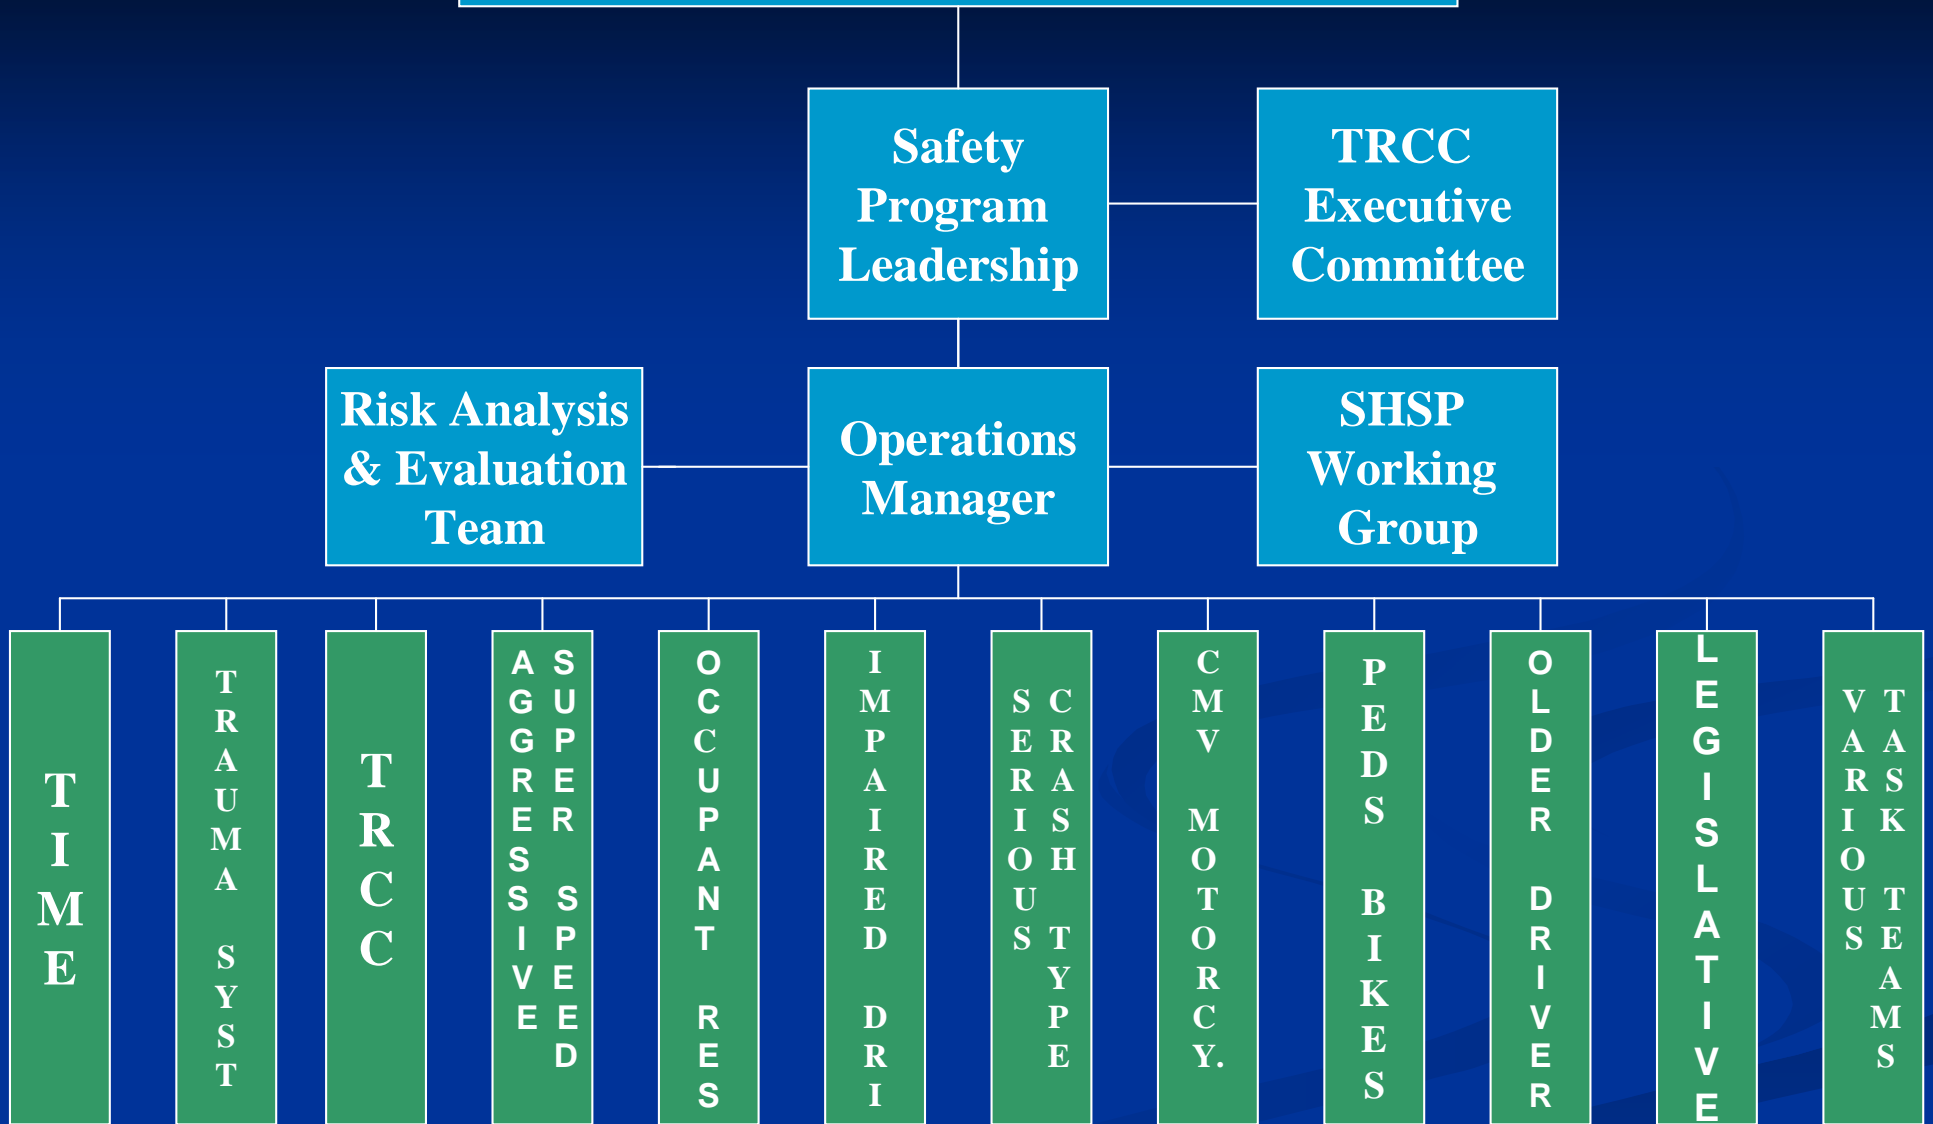 Safety
Program
Leadership
TRCC
Executive
Committee
Risk Analysis
& Evaluation
Team
Operations
Manager
SHSP
Working
Group
TIME
TRAUMA SYST
TRCC
AGGRESSIVE
SUPER SPEED
OCCUPANT RES
IMPAIRED DRI
SERIOUS
CRASH TYPE
CMV MOTORCY.
PEDS BIKES
OLDER DRIVER
LEGISLATIVE
VARIOUS
TASK TEAMS